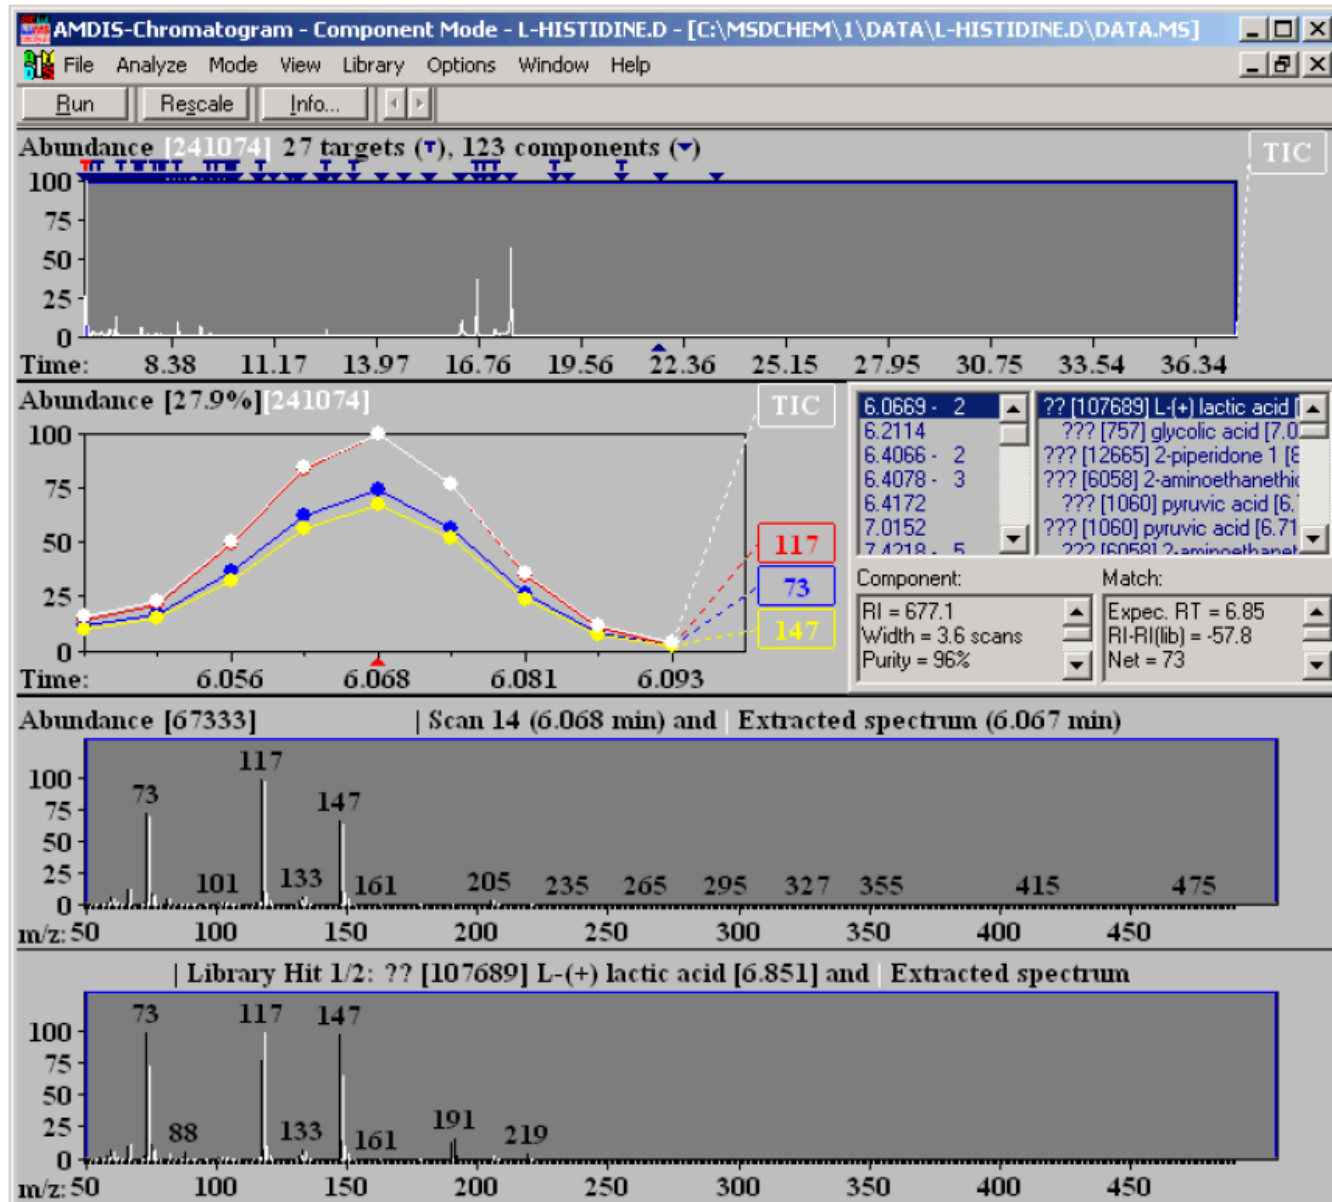 AMDIS-Chromatogram - Component Mode - L-HISTIDINE.D - [C:\MSDCHEM\1\DATA\L-HISTIDINE.D\DATA.MS]
File Analyze Mode View Library Options Window Help
Run Rescale Info...
Abundance [241074] 27 targets (T), 123 components (▼)
TIC
100
75
50
25
0
Time: 8.38 11.17 13.97 16.76 19.56 22.36 25.15 27.95 30.75 33.54 36.34
Abundance [27.9%][241074]
TIC
100
75
50
25
0
117
73
147
Time: 6.056 6.068 6.081 6.093
6.0669 - 2 ?? [107689] L-(+) lactic acid [
6.2114 ??? [757] glycolic acid [7.0
6.4066 - 2 ??? [12665] 2-piperidone 1 [8
6.4078 - 3 ??? [6058] 2-aminoethanethic
6.4172 ??? [1060] pyruvic acid [6.
7.0152 ??? [1060] pyruvic acid [6.71
7.4218 - 5 ??? [6058] 2-aminoethanet
Component:
RI = 677.1
Width = 3.6 scans
Purity = 96%
Match:
Expec. RT = 6.85
RI-RI(lib) = -57.8
Net = 73
Abundance [67333] | Scan 14 (6.068 min) and | Extracted spectrum (6.067 min)
100
75
50
25
0
73 117 147
101 133 161 205 235 265 295 327 355 415 475
m/z: 50 100 150 200 250 300 350 400 450
| Library Hit 1/2: ?? [107689] L-(+) lactic acid [6.851] and | Extracted spectrum
100
75
50
25
0
73 117 147
88 133 161 191 219
m/z: 50 100 150 200 250 300 350 400 450